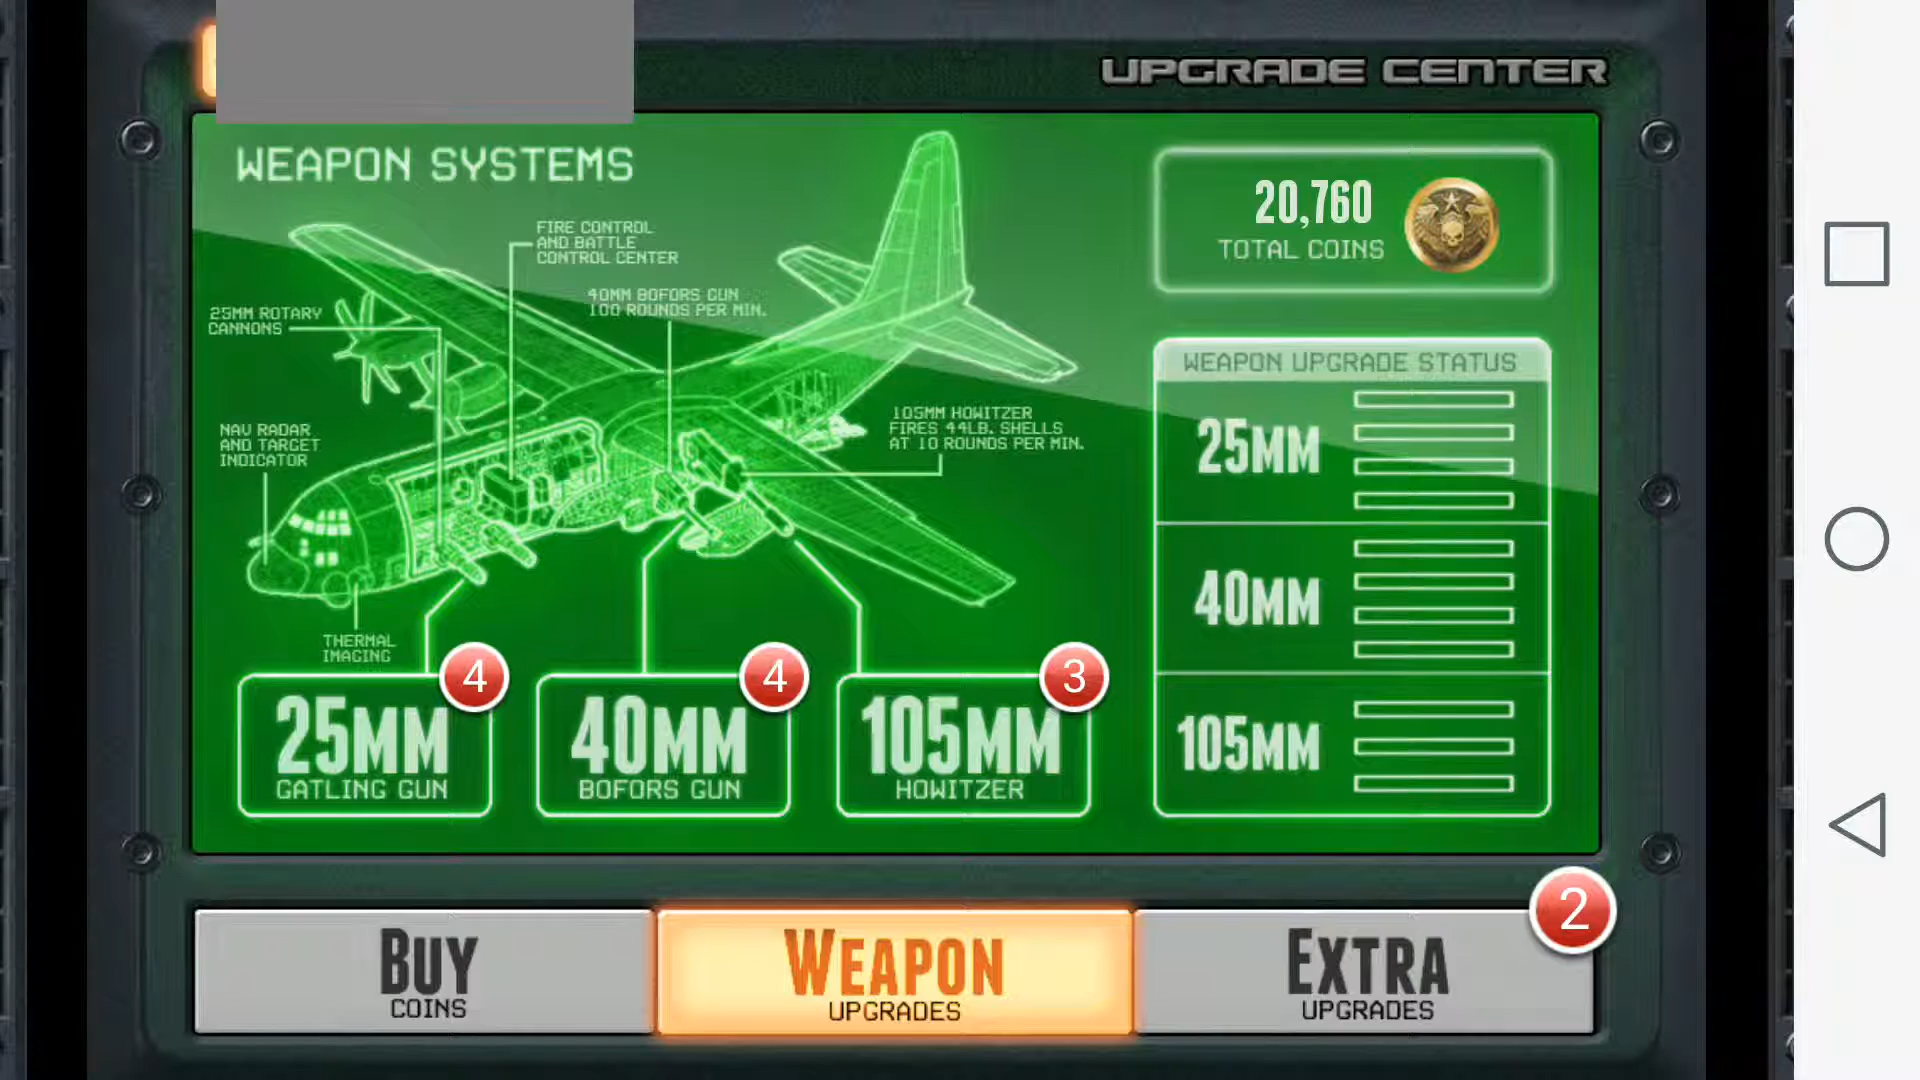 UPGRADE CENTER
WEAPON SYSTEMS
FIRE CONTROL
AND BATTLE
CONTROL CENTER
40MM BOFORS GUN
100 ROUNDS PER MIN.
25MM ROTARY
CANNONS
NAV RADAR
AND TARGET
INDICATOR
105MM HOWITZER
FIRES 44LB. SHELLS
AT 10 ROUNDS PER MIN.
THERMAL
IMAGING
4
25MM
GATLING GUN
4
40MM
BOFORS GUN
3
105MM
HOWITZER
20,760
TOTAL COINS
WEAPON UPGRADE STATUS
25MM
40MM
105MM
BUY
COINS
WEAPON
UPGRADES
EXTRA
UPGRADES
2